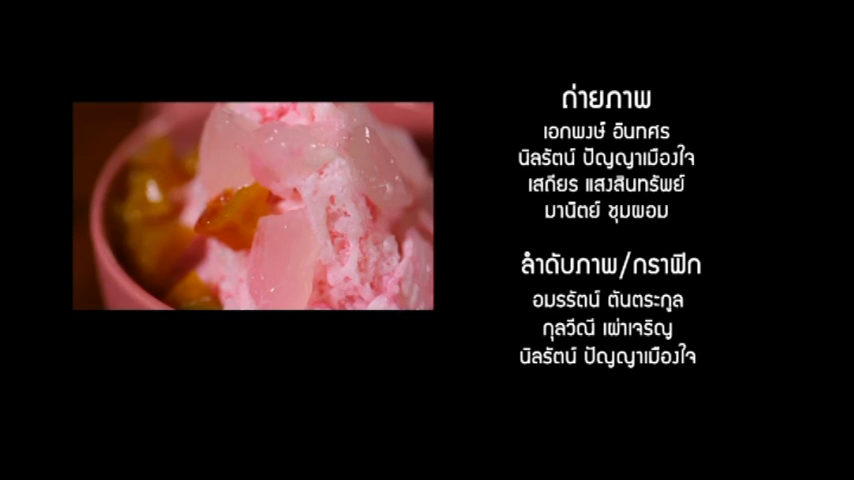 ถ่ายภาพ
เอกพงษ์ อินทศร
นิลรัตน์ ปัญญาเมืองใจ
เสถียร แสงสินทรัพย์
มานิตย์ ชุมผอม
ลำดับภาพ/กราฟิก
อมรรัตน์ ตันตระกูล
กุลวีณี เผ่าเจริญ
นิลรัตน์ ปัญญาเมืองใจ